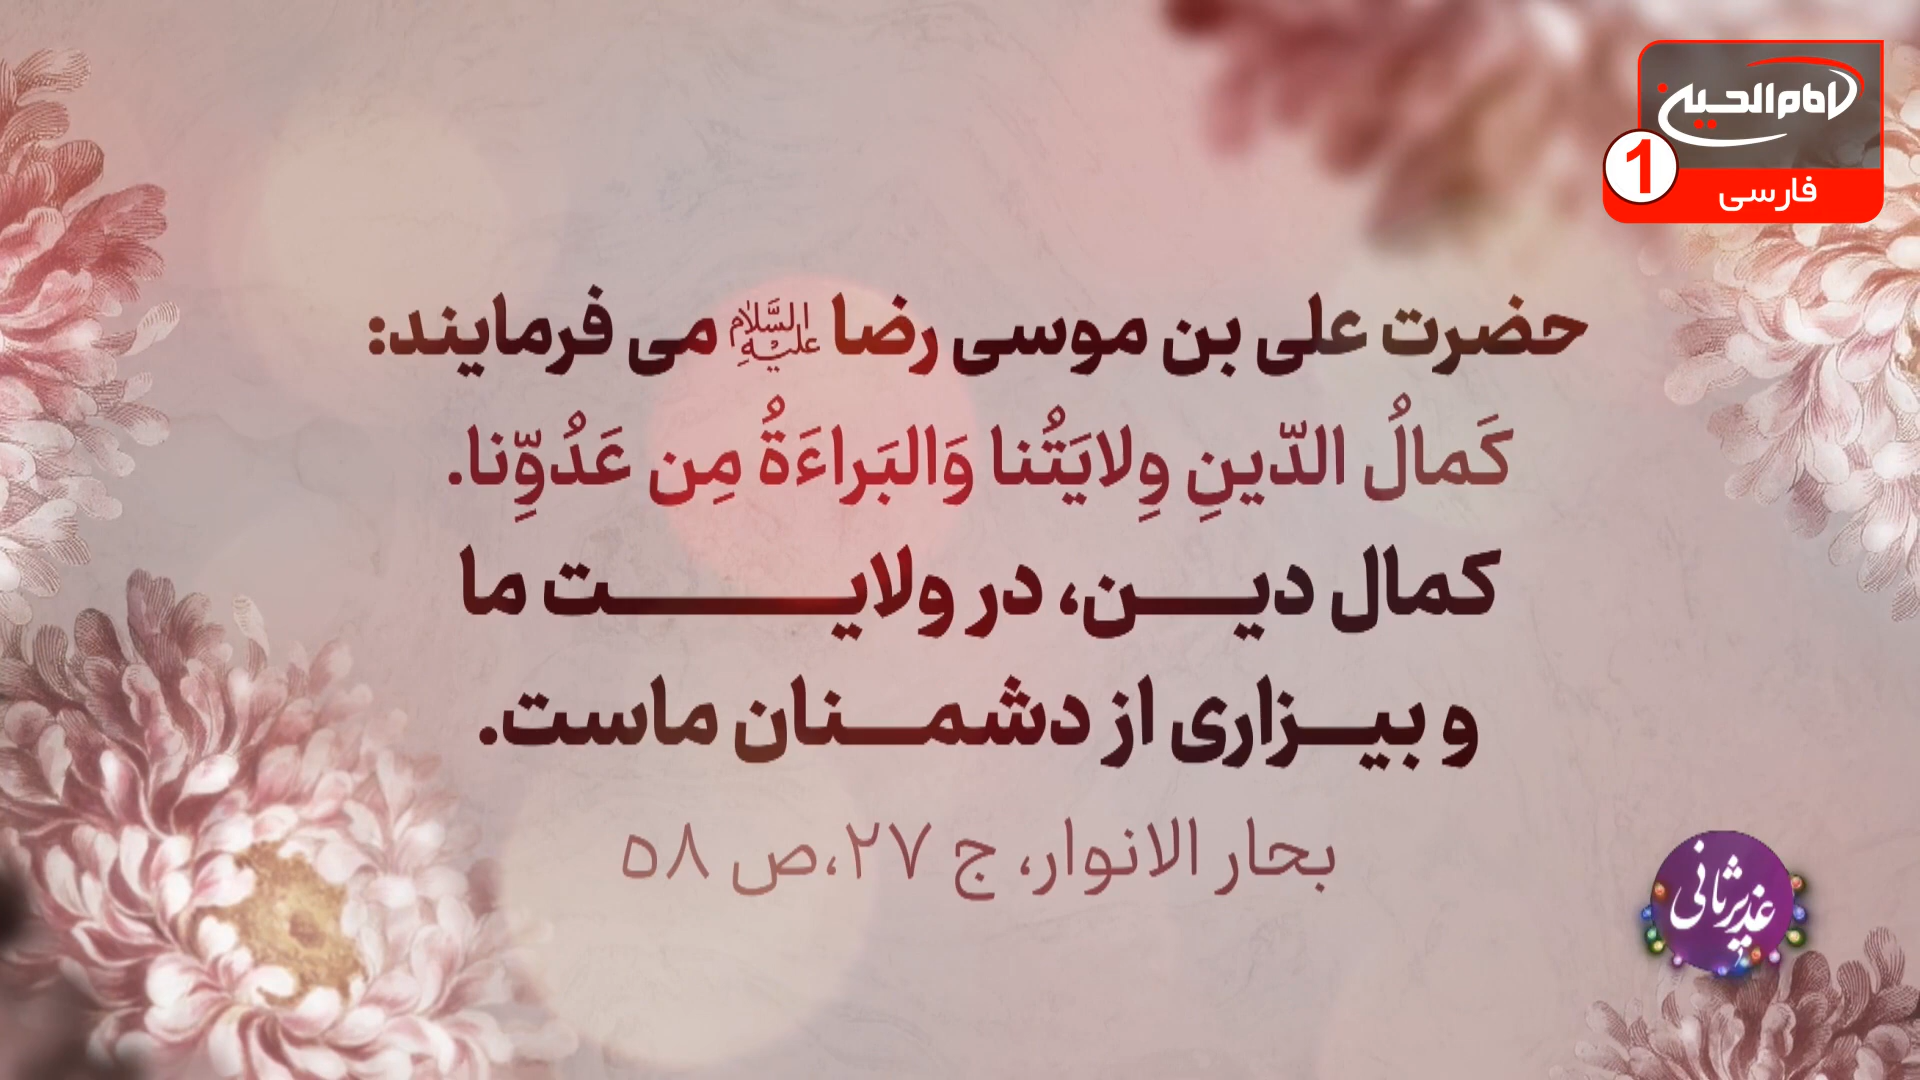 امام الحسین
1
فارسی
حضرت علی بن موسی رضا علیه السلام می فرمایند:
کَمالُ الدّینِ وِلایَتُنا وَالبَراءَةُ مِن عَدُوِّنا.
کمال دیـــن، در ولایـــــــت ما
و بیـــزاری از دشمـــنان ماست.
بحار الانوار، ج ۲۷،ص ۵۸
غدیر ثانی